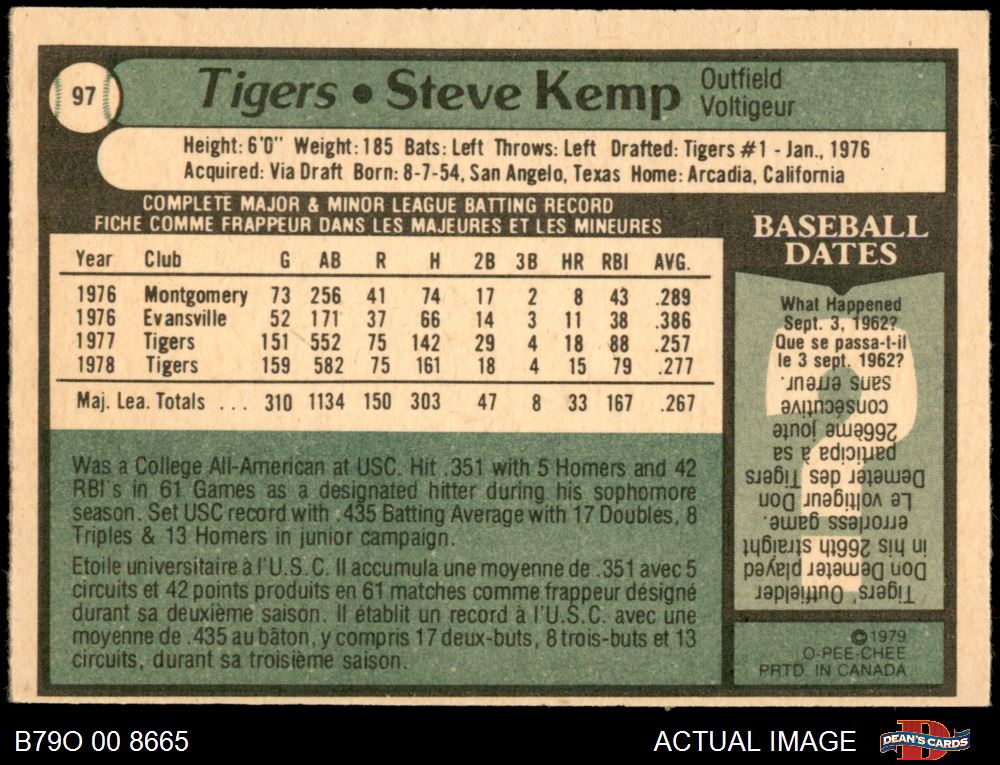 97
Tigers • Steve Kemp
Outfield
Voltigeur
Height: 6'0" Weight: 185 Bats: Left Throws: Left Drafted: Tigers #1 - Jan., 1976
Acquired: Via Draft Born: 8-7-54, San Angelo, Texas Home: Arcadia, California
COMPLETE MAJOR & MINOR LEAGUE BATTING RECORD
FICHE COMME FRAPPEUR DANS LES MAJEURES ET LES MINEURES
Year Club G AB R H 2B 3B HR RBI AVG.
1976 Montgomery 73 256 41 74 17 2 8 43 .289
1976 Evansville 52 171 37 66 14 3 11 38 .386
1977 Tigers 151 552 75 142 29 4 18 88 .257
1978 Tigers 159 582 75 161 18 4 15 79 .277
Maj. Lea. Totals ... 310 1134 150 303 47 8 33 167 .267
Was a College All-American at USC. Hit .351 with 5 Homers and 42
RBI's in 61 Games as a designated hitter during his sophomore
season. Set USC record with .435 Batting Average with 17 Doubles, 8
Triples & 13 Homers in junior campaign.
Etoile universitaire à l'U.S.C. Il accumula une moyenne de .351 avec 5
circuits et 42 points produits en 61 matches comme frappeur désigné
durant sa deuxième saison. Il établit un record à l'U.S.C. avec une
moyenne de .435 au bâton, y compris 17 deux-buts, 8 trois-buts et 13
circuits, durant sa troisième saison.
BASEBALL
DATES
What Happened
Sept. 3, 1962?
Que se passa-t-il
le 3 sept. 1962?
Tigers' Outfielder
Don Demeter played
in his 266th straight
errorless game.
Le voltigeur Don
Demeter des Tigers
participa à sa
266ème joute
consécutive
sans erreur.
©1979
O-PEE-CHEE
PRTD. IN CANADA
B79O 00 8665
ACTUAL IMAGE
DEAN'S CARDS